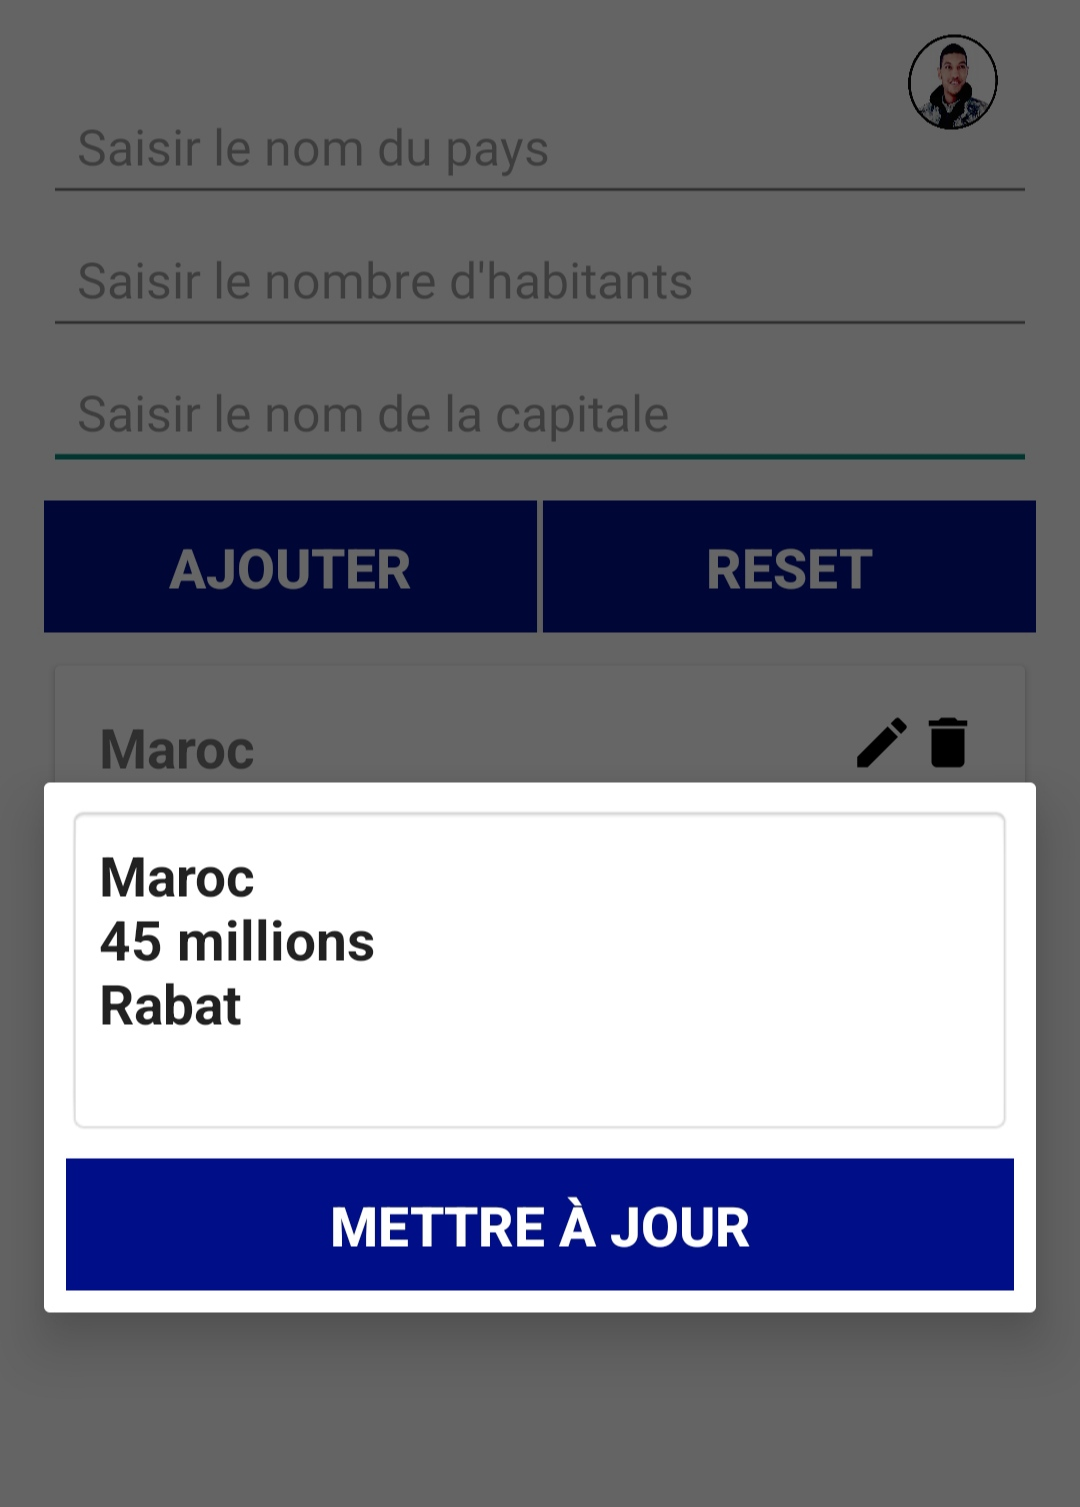 Saisir le nom du pays
Saisir le nombre d'habitants
Saisir le nom de la capitale
AJOUTER RESET
Maroc
Maroc
45 millions
Rabat
METTRE À JOUR